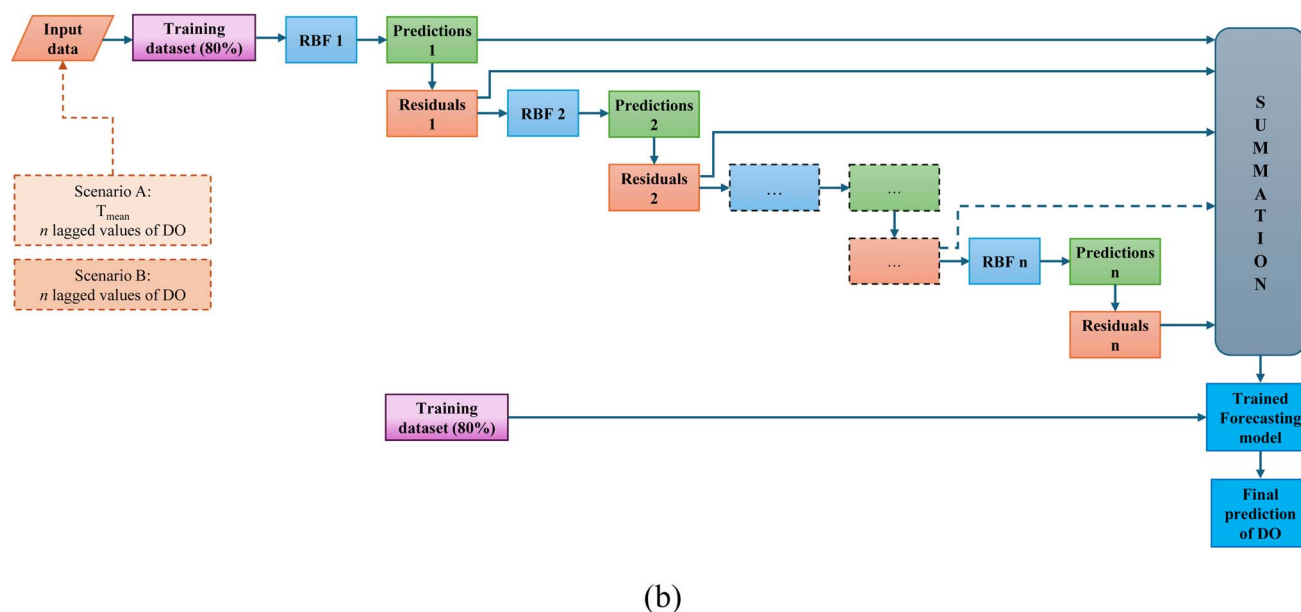 Input
data
Training
dataset (80%)
RBF 1
Predictions
1
Residuals
1
RBF 2
Predictions
2
Residuals
2
...
...
...
RBF n
Predictions
n
Residuals
n
S
U
M
M
A
T
I
O
N
Scenario A:
Tmean
n lagged values of DO
Scenario B:
n lagged values of DO
Training
dataset (80%)
Trained
Forecasting
model
Final
prediction
of DO
(b)